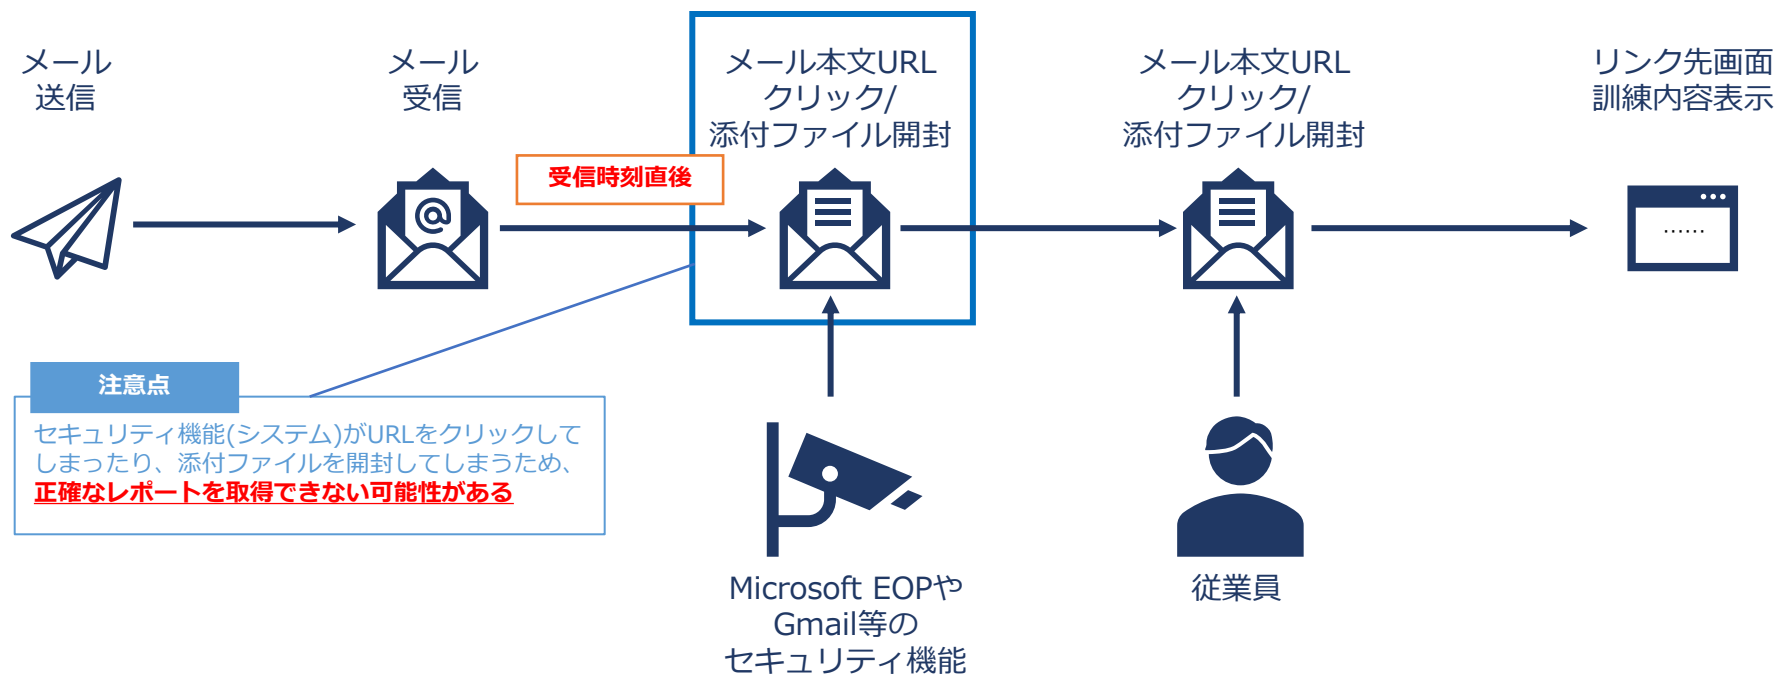 メール
送信
メール
受信
メール本文URL
クリック/
添付ファイル開封
メール本文URL
クリック/
添付ファイル開封
リンク先画面
訓練内容表示
受信時刻直後
@
......
注意点
セキュリティ機能(システム)がURLをクリックして
しまったり、添付ファイルを開封してしまうため、
正確なレポートを取得できない可能性がある
Microsoft EOPや
Gmail等の
セキュリティ機能
従業員